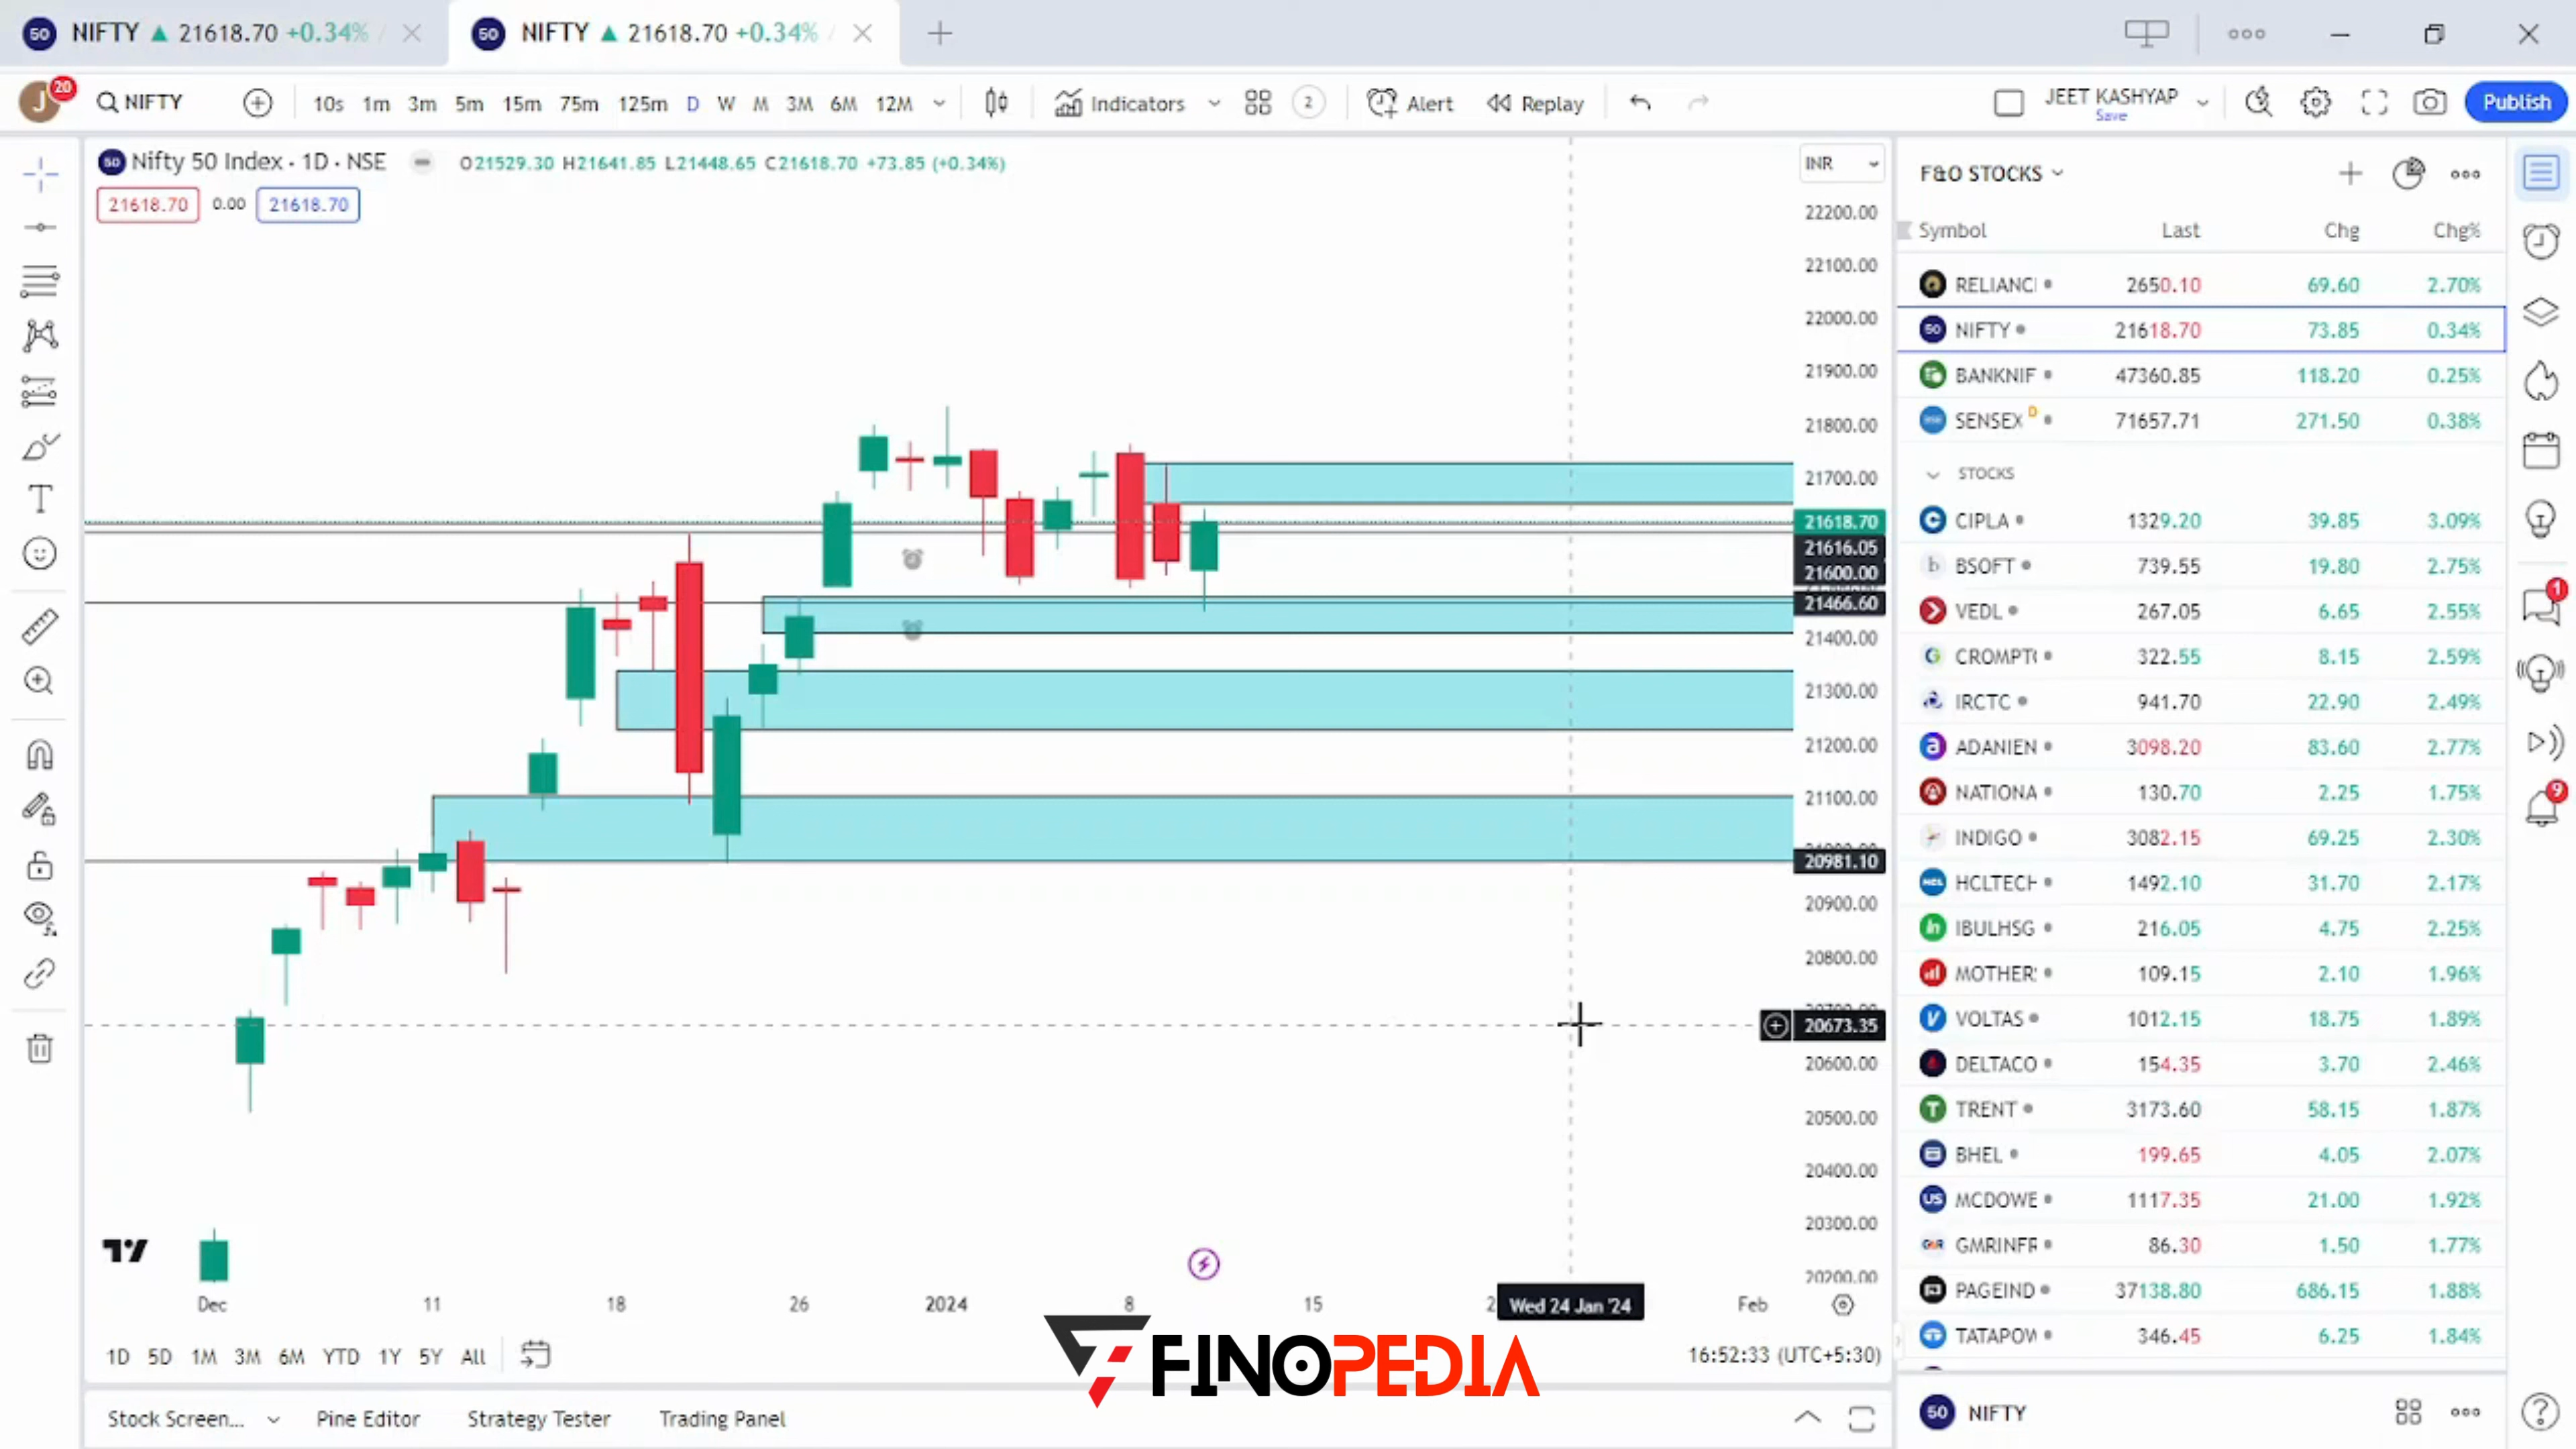 50 NIFTY ▲ 21618.70 +0.34% /
50 NIFTY ▲ 21618.70 +0.34% /
J 20 NIFTY 10s 1m 3m 5m 15m 75m 125m D W M 3M 6M 12M Indicators 2 Alert Replay JEET KASHYAP Publish
Save
50 Nifty 50 Index · 1D · NSE O21529.30 H21641.85 L21448.65 C21618.70 +73.85 (+0.34%) INR
21618.70 0.00 21618.70
22200.00
22100.00
22000.00
21900.00
21800.00
21700.00
21618.70
21616.05
21600.00
21466.60
21400.00
21300.00
21200.00
21100.00
20981.10
20900.00
20800.00
20673.35
20600.00
20500.00
20400.00
20300.00
20200.00
Dec 11 18 26 2024 8 15 2 Wed 24 Jan '24 Feb
1D 5D 1M 3M 6M YTD 1Y 5Y All 16:52:33 (UTC+5:30)
FINOPEDIA
Stock Screen... Pine Editor Strategy Tester Trading Panel
F&O STOCKS
Symbol Last Chg Chg%
RELIANC 2650.10 69.60 2.70%
50 NIFTY 21618.70 73.85 0.34%
BANKNIF 47360.85 118.20 0.25%
SENSEX D 71657.71 271.50 0.38%
STOCKS
CIPLA 1329.20 39.85 3.09%
b BSOFT 739.55 19.80 2.75%
VEDL 267.05 6.65 2.55%
CROMPT 322.55 8.15 2.59%
IRCTC 941.70 22.90 2.49%
ADANIEN 3098.20 83.60 2.77%
NATIONA 130.70 2.25 1.75%
INDIGO 3082.15 69.25 2.30%
HCL HCLTECH 1492.10 31.70 2.17%
IBULHSG 216.05 4.75 2.25%
MOTHER 109.15 2.10 1.96%
V VOLTAS 1012.15 18.75 1.89%
DELTACO 154.35 3.70 2.46%
T TRENT 3173.60 58.15 1.87%
BHEL 199.65 4.05 2.07%
US MCDOWE 1117.35 21.00 1.92%
GMR GMRINFR 86.30 1.50 1.77%
PAGEIND 37138.80 686.15 1.88%
TATAPOW 346.45 6.25 1.84%
50 NIFTY
1
9